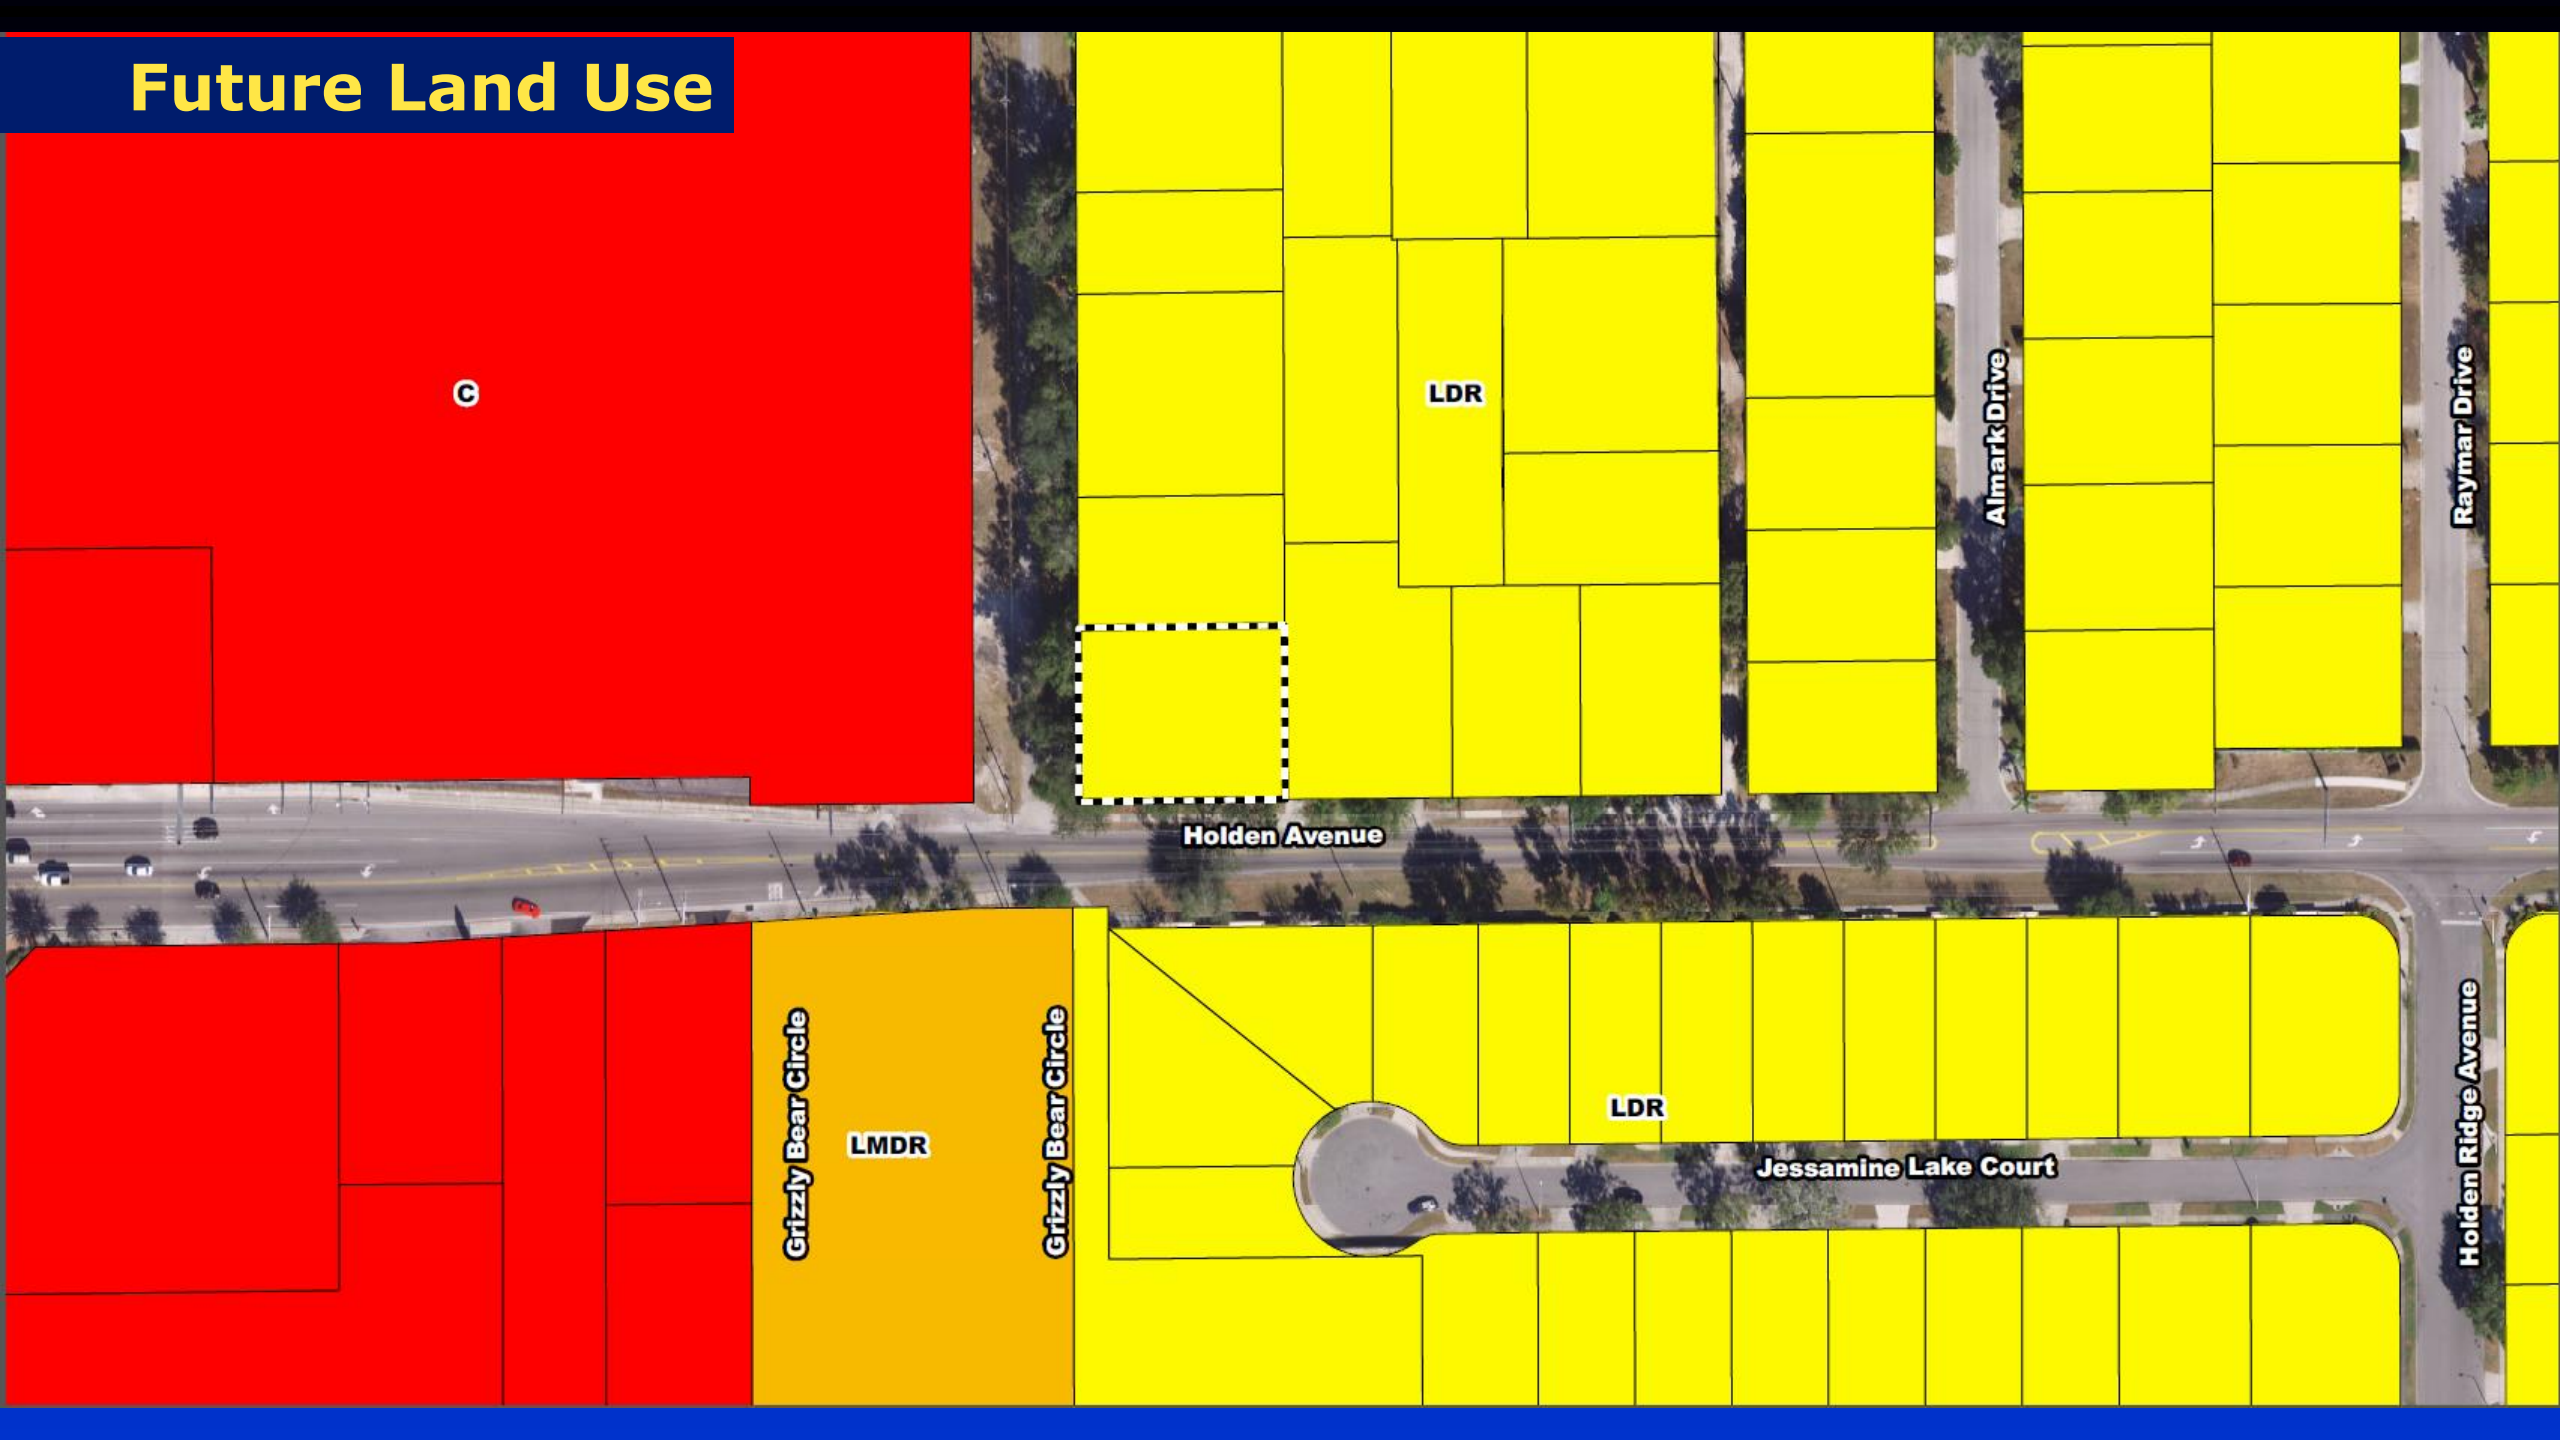 Future Land Use
C
LDR
Almark Drive
Raymar Drive
Holden Avenue
Grizzly Bear Circle
LMDR
Grizzly Bear Circle
LDR
Jessamine Lake Court
Holden Ridge Avenue